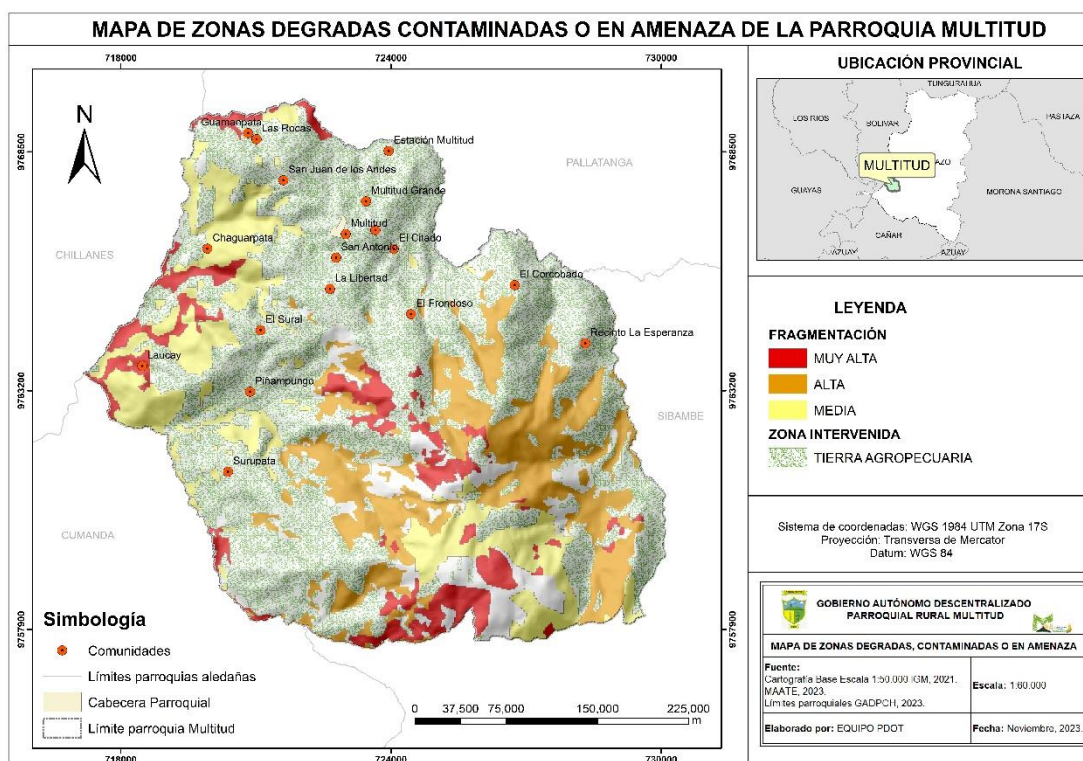 MAPA DE ZONAS DEGRADADAS CONTAMINADAS O EN AMENAZA DE LA PARROQUIA MULTITUD
718000
724000
730000
9768500
9768500
9763200
9763200
9757900
9757900
718000
724000
730000
N
Guamanpata
Las Rocas
Estación Multitud
San Juan de los Andes
Multitud Grande
Multitud
El Citado
San Antonio
Chaguarpata
La Libertad
El Corcobado
El Frondoso
El Sural
Recinto La Esperanza
Laucay
Piñampungo
Surupata
PALLATANGA
CHILLANES
SIBAMBE
CUMANDA
Simbología
Comunidades
Límites parroquias aledañas
Cabecera Parroquial
Límite parroquia Multitud
0 37,500 75,000 150,000 225,000
m
UBICACIÓN PROVINCIAL
TUNGURAHUA
LOS RIOS
BOLIVAR
PASTAZA
AZO
MULTITUD
GUAYAS
MORONA SANTIAGO
CAÑAR
AZUAY
AZUAY
LEYENDA
FRAGMENTACIÓN
MUY ALTA
ALTA
MEDIA
ZONA INTERVENIDA
TIERRA AGROPECUARIA
Sistema de coordenadas: WGS 1984 UTM Zona 17S
Proyección: Transversa de Mercator
Datum: WGS 84
GOBIERNO AUTÓNOMO DESCENTRALIZADO
PARROQUIAL RURAL MULTITUD
MAPA DE ZONAS DEGRADAS, CONTAMINADAS O EN AMENAZA
Fuente:
Cartografía Base Escala 1:50.000 IGM, 2021.
MAATE, 2023.
Límites parroquiales GADPCH, 2023.
Escala: 1:60.000
Elaborado por: EQUIPO PDOT
Fecha: Noviembre, 2023.